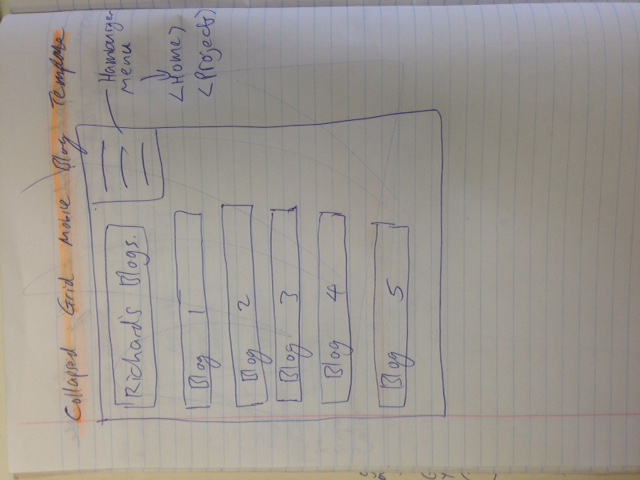 Collapsed Grid Mobile Blog Template
Richard's Blogs.
Hamburger
Menu
<Home>
<Projects>
Blog 1
Blog 2
Blog 3
Blog 4
Blog 5